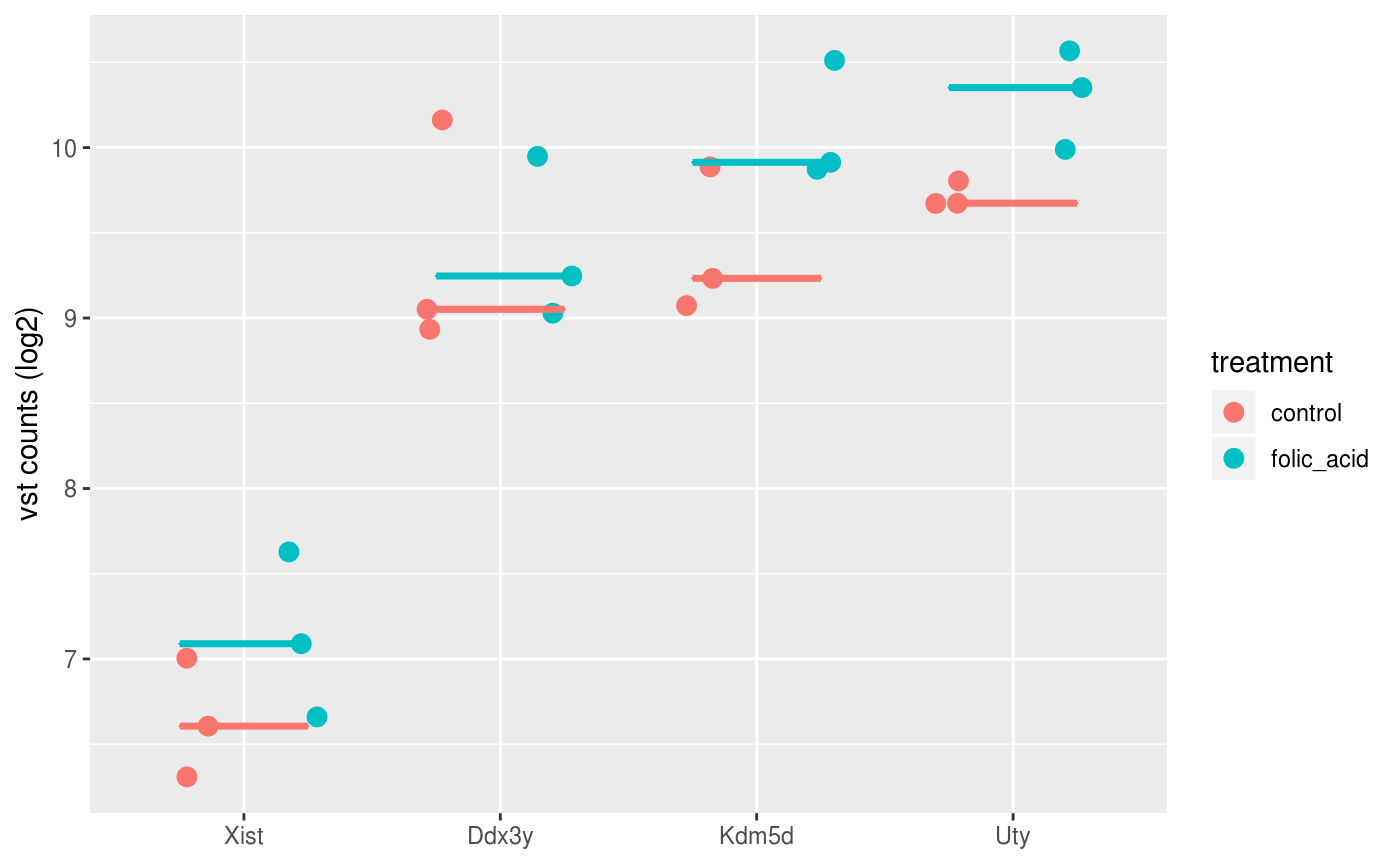 vst counts (log2)
10
9
8
7
Xist Ddx3y Kdm5d Uty
treatment
control
folic_acid